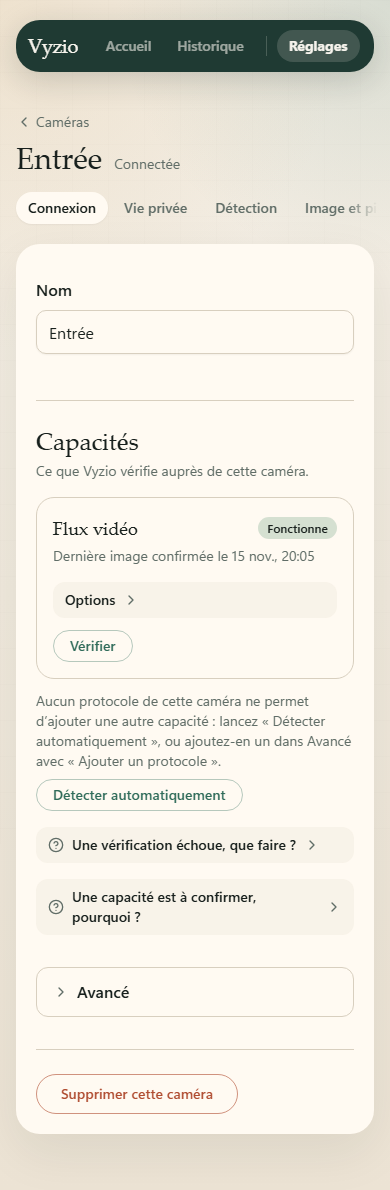 Vyzio Accueil Historique Réglages
Caméras
Entrée Connectée
Connexion Vie privée Détection Image et
Nom
Entrée
Capacités
Ce que Vyzio vérifie auprès de cette caméra.
Flux vidéo Fonctionne
Dernière image confirmée le 15 nov., 20:05
Options
Vérifier
Aucun protocole de cette caméra ne permet
d’ajouter une autre capacité : lancez « Détecter
automatiquement », ou ajoutez-en un dans Avancé
avec « Ajouter un protocole ».
Détecter automatiquement
Une vérification échoue, que faire ?
Une capacité est à confirmer,
pourquoi ?
Avancé
Supprimer cette caméra